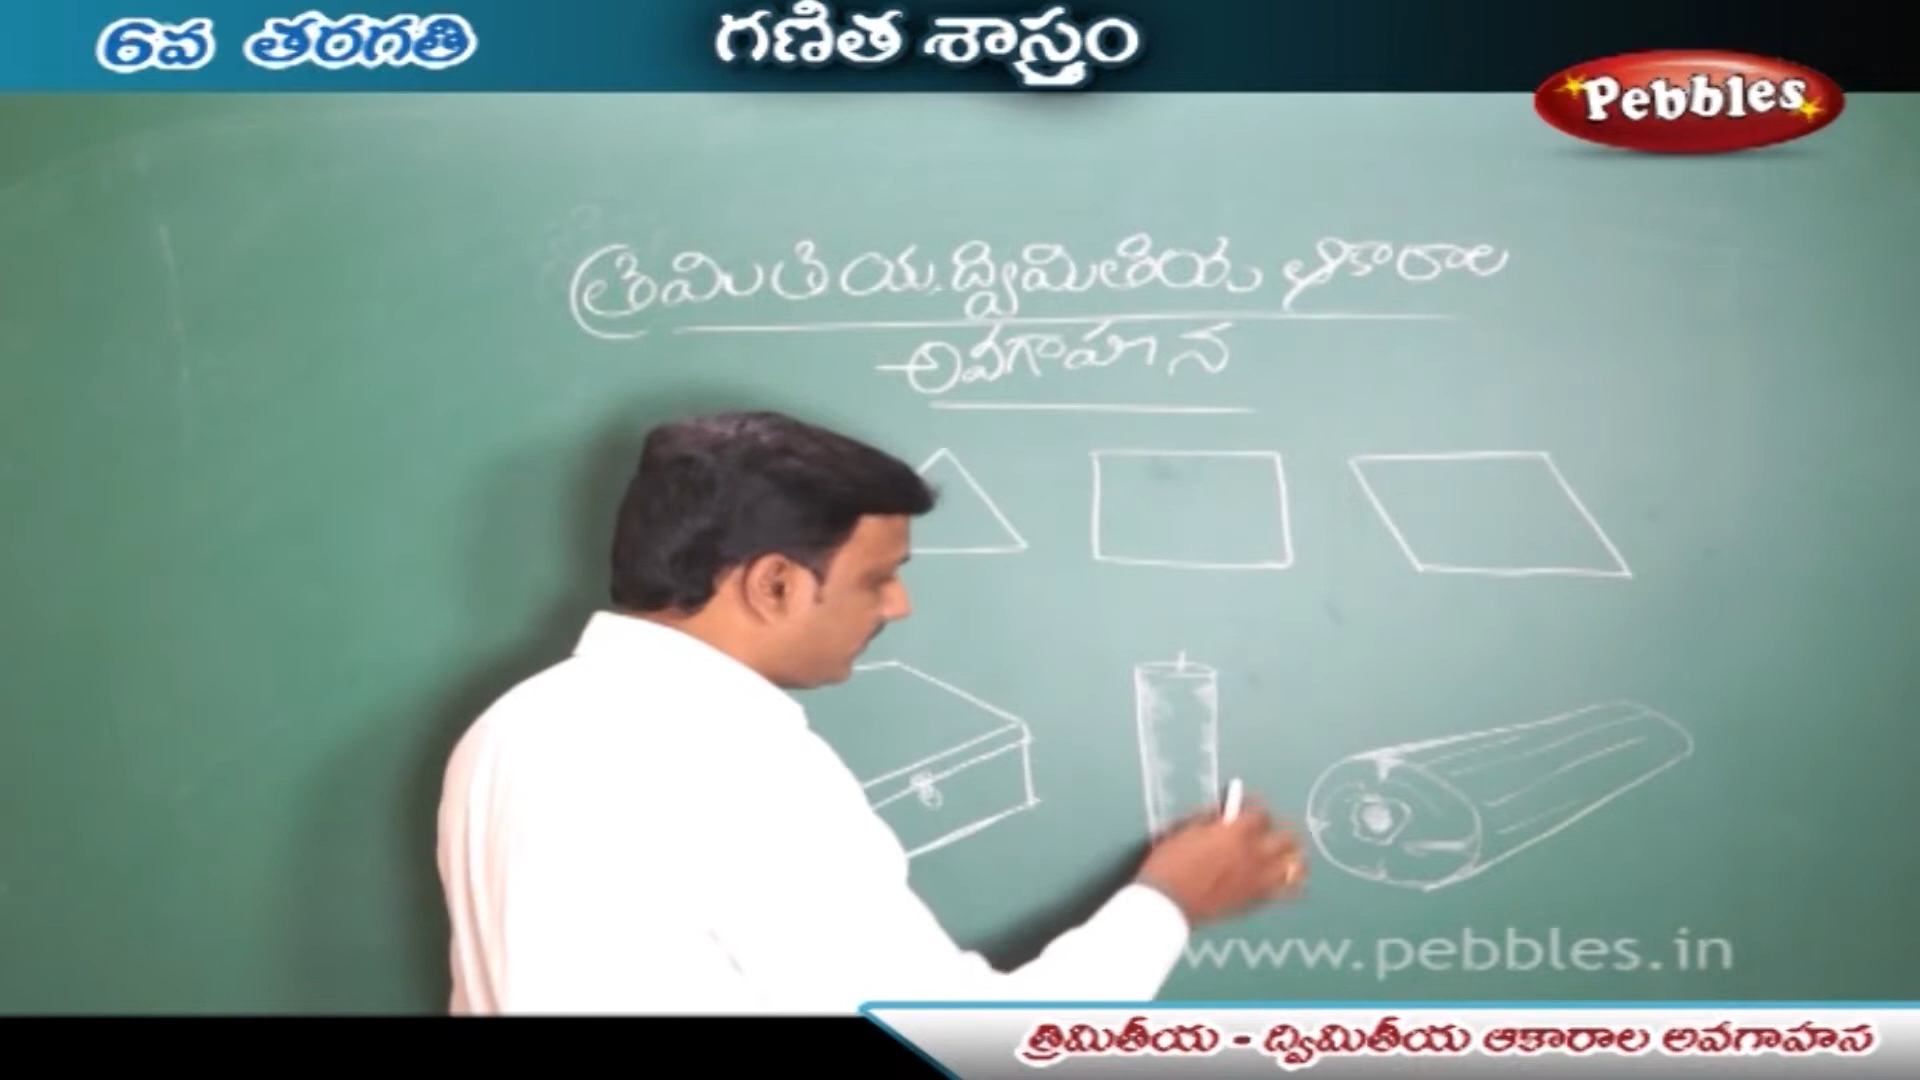 6వ తరగతి
గణిత శాస్త్రం
Pebbles
త్రిమితీయ ద్విమితీయ ఆకారాల
అవగాహన
www.pebbles.in
త్రిమితీయ - ద్విమితీయ ఆకారాల అవగాహన